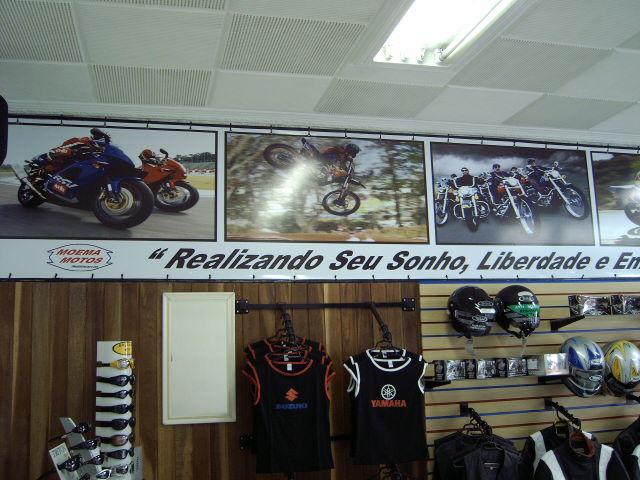 MOEMA
MOTOS
“Realizando Seu Sonho, Liberdade e Em
SUZUKI
YAMAHA